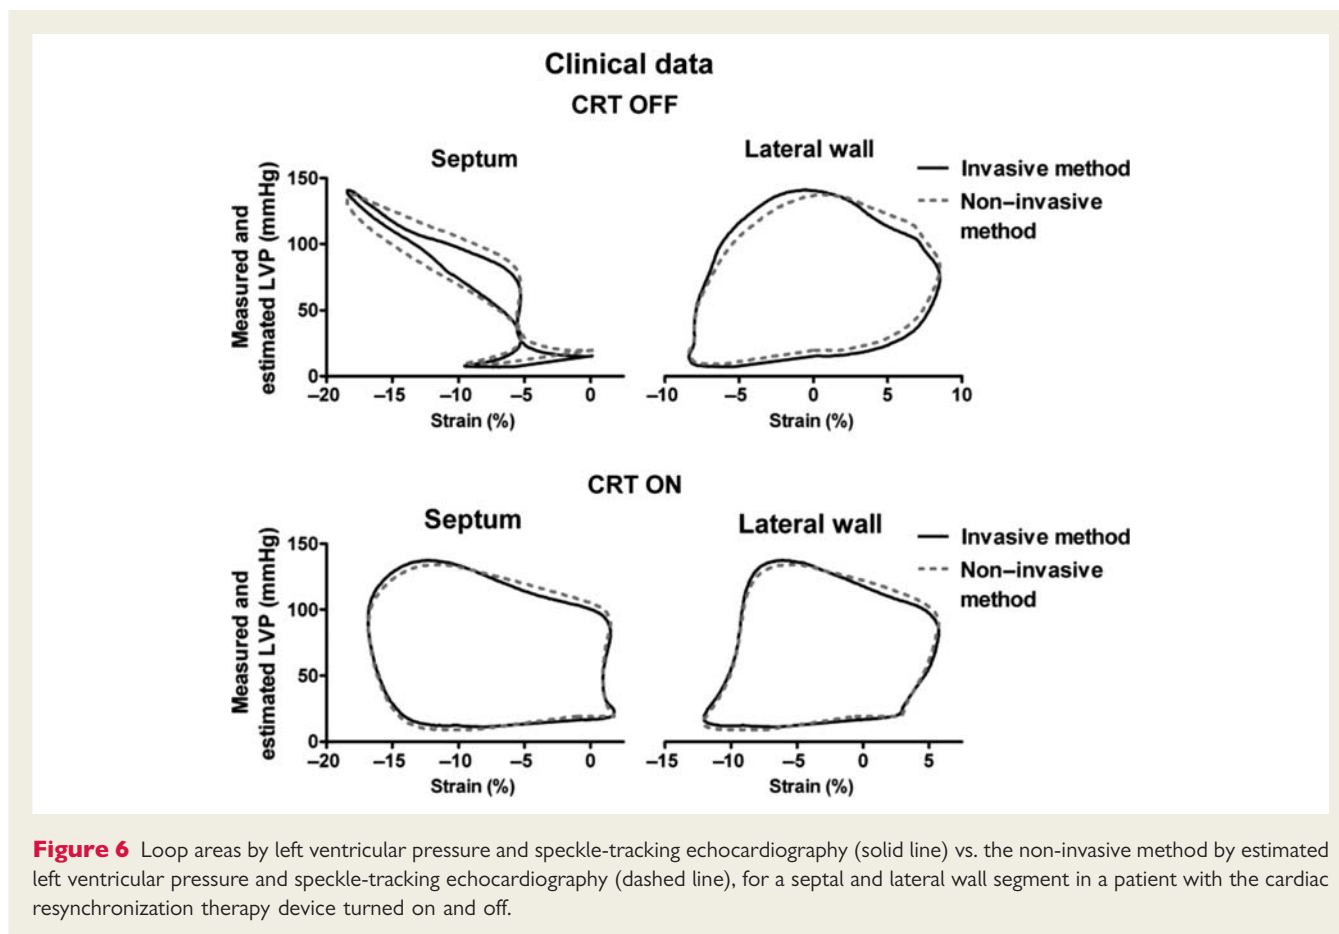 Clinical data
CRT OFF
Septum
Lateral wall
Invasive method
Non–invasive
method
Measured and
estimated LVP (mmHg)
150
100
50
0
–20 –15 –10 –5 0
Strain (%)
–10 –5 0 5 10
Strain (%)
CRT ON
Septum
Lateral wall
Invasive method
Non–invasive
method
Measured and
estimated LVP (mmHg)
150
100
50
0
–20 –15 –10 –5 0
Strain (%)
–15 –10 –5 0 5
Strain (%)
Figure 6 Loop areas by left ventricular pressure and speckle-tracking echocardiography (solid line) vs. the non-invasive method by estimated
left ventricular pressure and speckle-tracking echocardiography (dashed line), for a septal and lateral wall segment in a patient with the cardiac
resynchronization therapy device turned on and off.